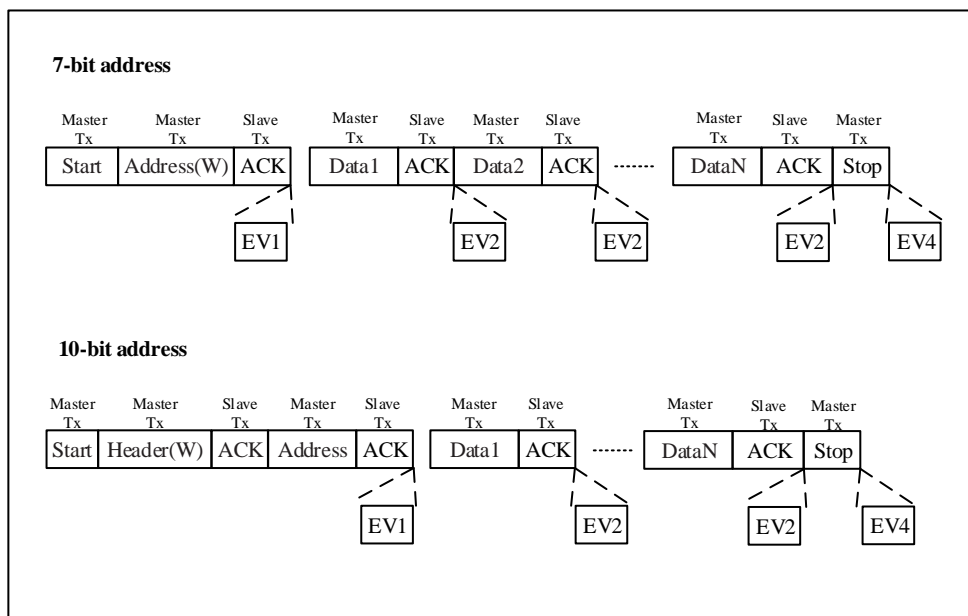 7-bit address
Master Tx Master Tx Slave Tx Master Tx Slave Tx Master Tx Slave Tx Master Tx Slave Tx Master Tx
Start Address(W) ACK Data1 ACK Data2 ACK DataN ACK Stop
EV1 EV2 EV2 EV2 EV4
10-bit address
Master Tx Master Tx Slave Tx Master Tx Slave Tx Master Tx Slave Tx Master Tx Slave Tx Master Tx
Start Header(W) ACK Address ACK Data1 ACK DataN ACK Stop
EV1 EV2 EV2 EV4